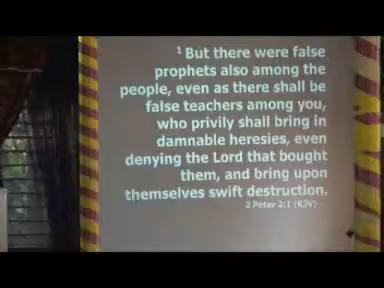 1 But there were false
prophets also among the
people, even as there shall be
false teachers among you,
who privily shall bring in
damnable heresies, even
denying the Lord that bought
them, and bring upon
themselves swift destruction.
2 Peter 2:1 (KJV)